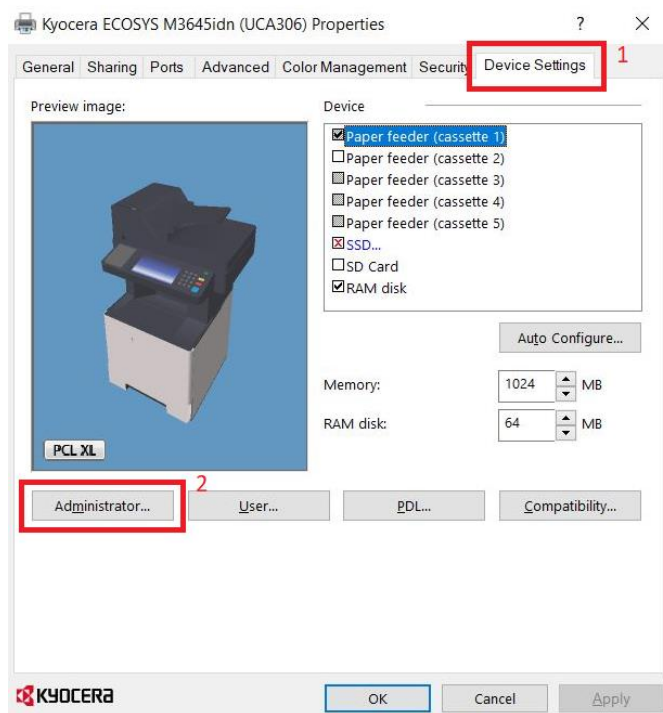 Kyocera ECOSYS M3645idn (UCA306) Properties ? ×
General Sharing Ports Advanced Color Management Security Device Settings 1
Preview image: Device
Paper feeder (cassette 1)
Paper feeder (cassette 2)
Paper feeder (cassette 3)
Paper feeder (cassette 4)
Paper feeder (cassette 5)
SSD...
SD Card
RAM disk
Auto Configure...
Memory: 1024 MB
RAM disk: 64 MB
PCL XL
2
Administrator... User... PDL... Compatibility...
KYOCERA OK Cancel Apply